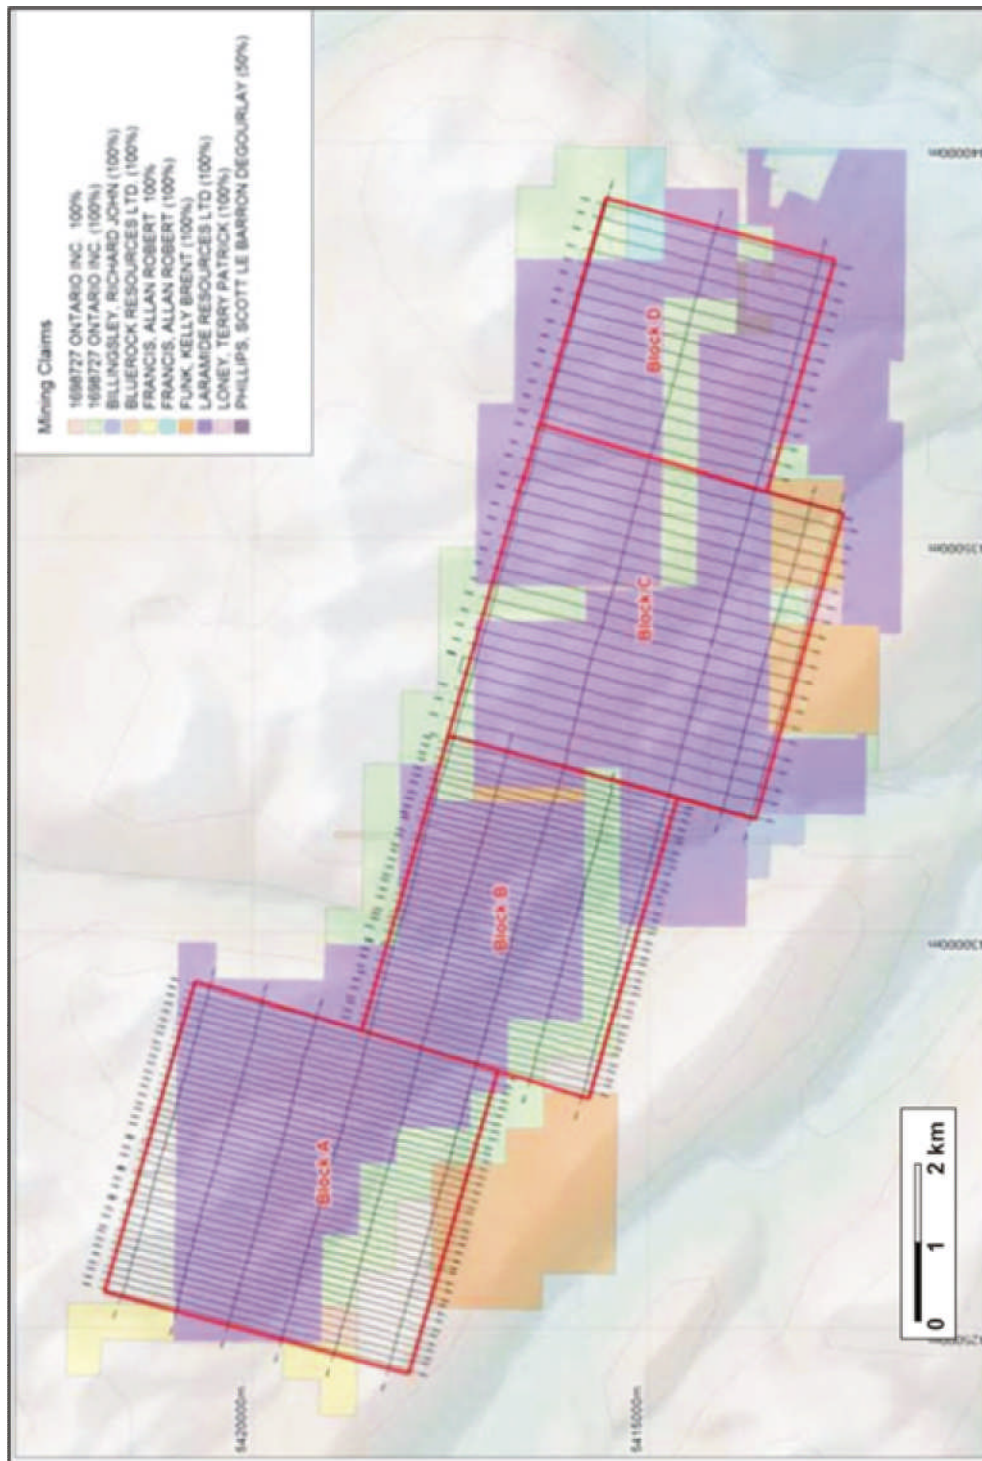 Mining Claims
1698727 ONTARIO INC. 100%
1698727 ONTARIO INC. (100%)
BILLINGSLEY, RICHARD JOHN (100%)
BLUEROCK RESOURCES LTD. (100%)
FRANCIS, ALLAN ROBERT 100%
FRANCIS, ALLAN ROBERT (100%)
FUNK, KELLY BRENT (100%)
LARAMIDE RESOURCES LTD (100%)
LONEY, TERRY PATRICK (100%)
PHILLIPS, SCOTT LE BARRON DEGOURLAY (50%)
Block A
Block B
Block C
Block D
5420000m
5415000m
0 1 2 km